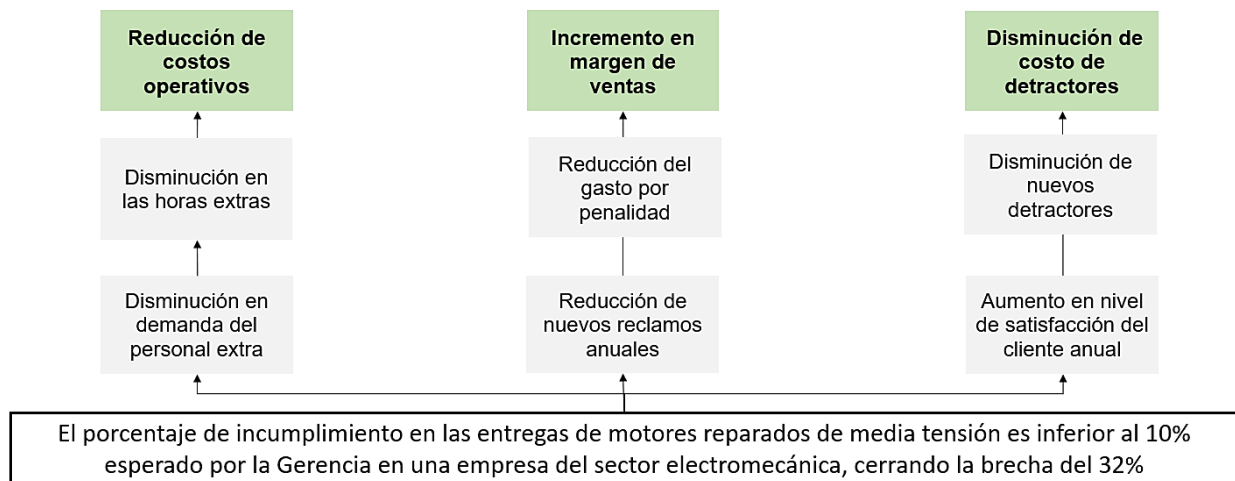 Reducción de
costos
operativos
Incremento en
margen de
ventas
Disminución de
costo de
detractores
Disminución en
las horas extras
Reducción del
gasto por
penalidad
Disminución de
nuevos
detractores
Disminución en
demanda del
personal extra
Reducción de
nuevos reclamos
anuales
Aumento en nivel
de satisfacción del
cliente anual
El porcentaje de incumplimiento en las entregas de motores reparados de media tensión es inferior al 10%
esperado por la Gerencia en una empresa del sector electromecánica, cerrando la brecha del 32%